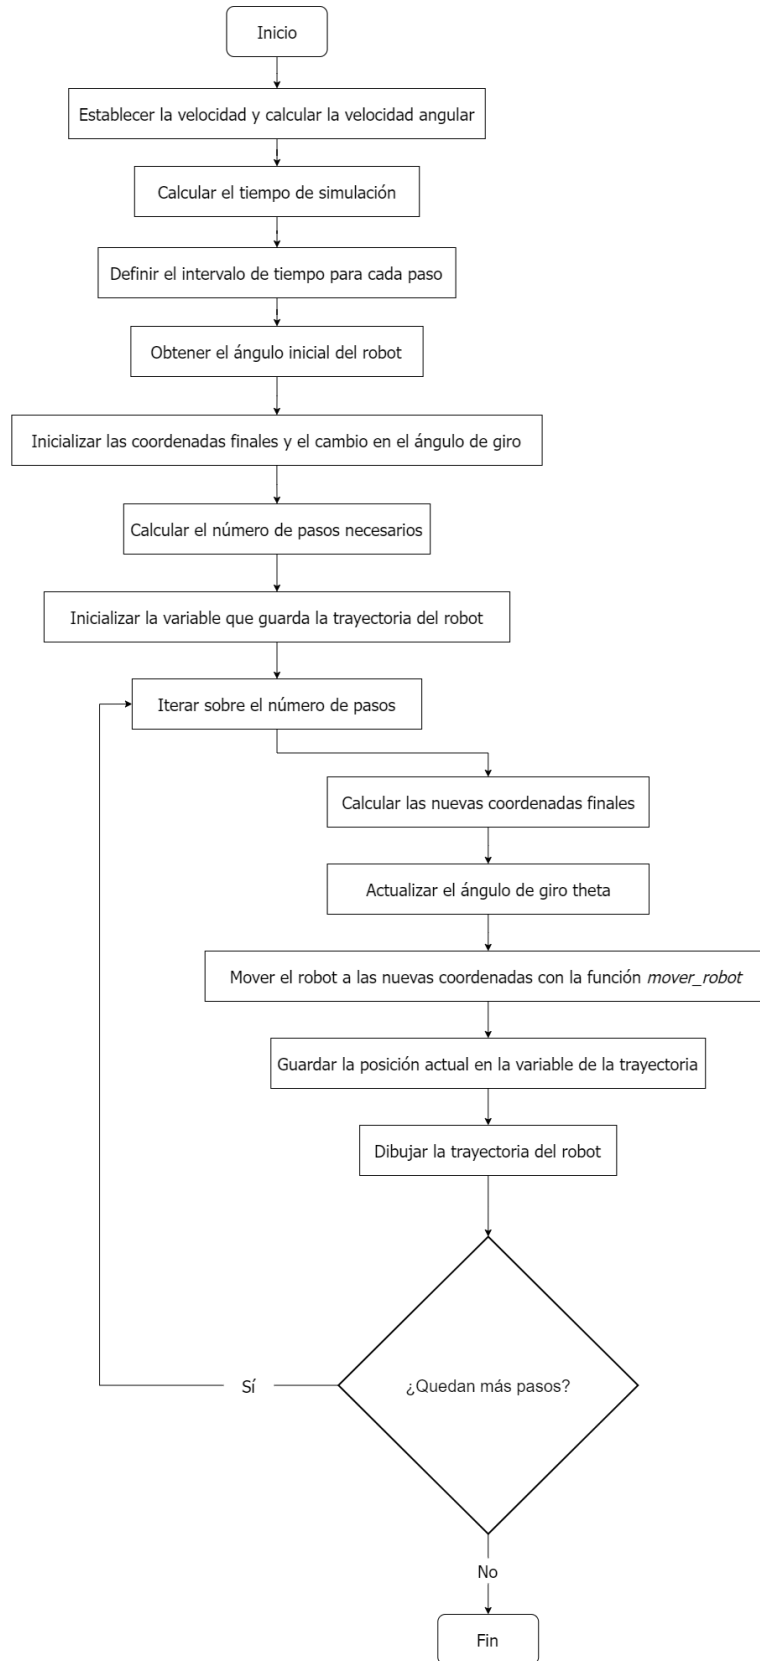 Inicio
Establecer la velocidad y calcular la velocidad angular
Calcular el tiempo de simulación
Definir el intervalo de tiempo para cada paso
Obtener el ángulo inicial del robot
Inicializar las coordenadas finales y el cambio en el ángulo de giro
Calcular el número de pasos necesarios
Inicializar la variable que guarda la trayectoria del robot
Iterar sobre el número de pasos
Calcular las nuevas coordenadas finales
Actualizar el ángulo de giro theta
Mover el robot a las nuevas coordenadas con la función mover_robot
Guardar la posición actual en la variable de la trayectoria
Dibujar la trayectoria del robot
Sí
¿Quedan más pasos?
No
Fin